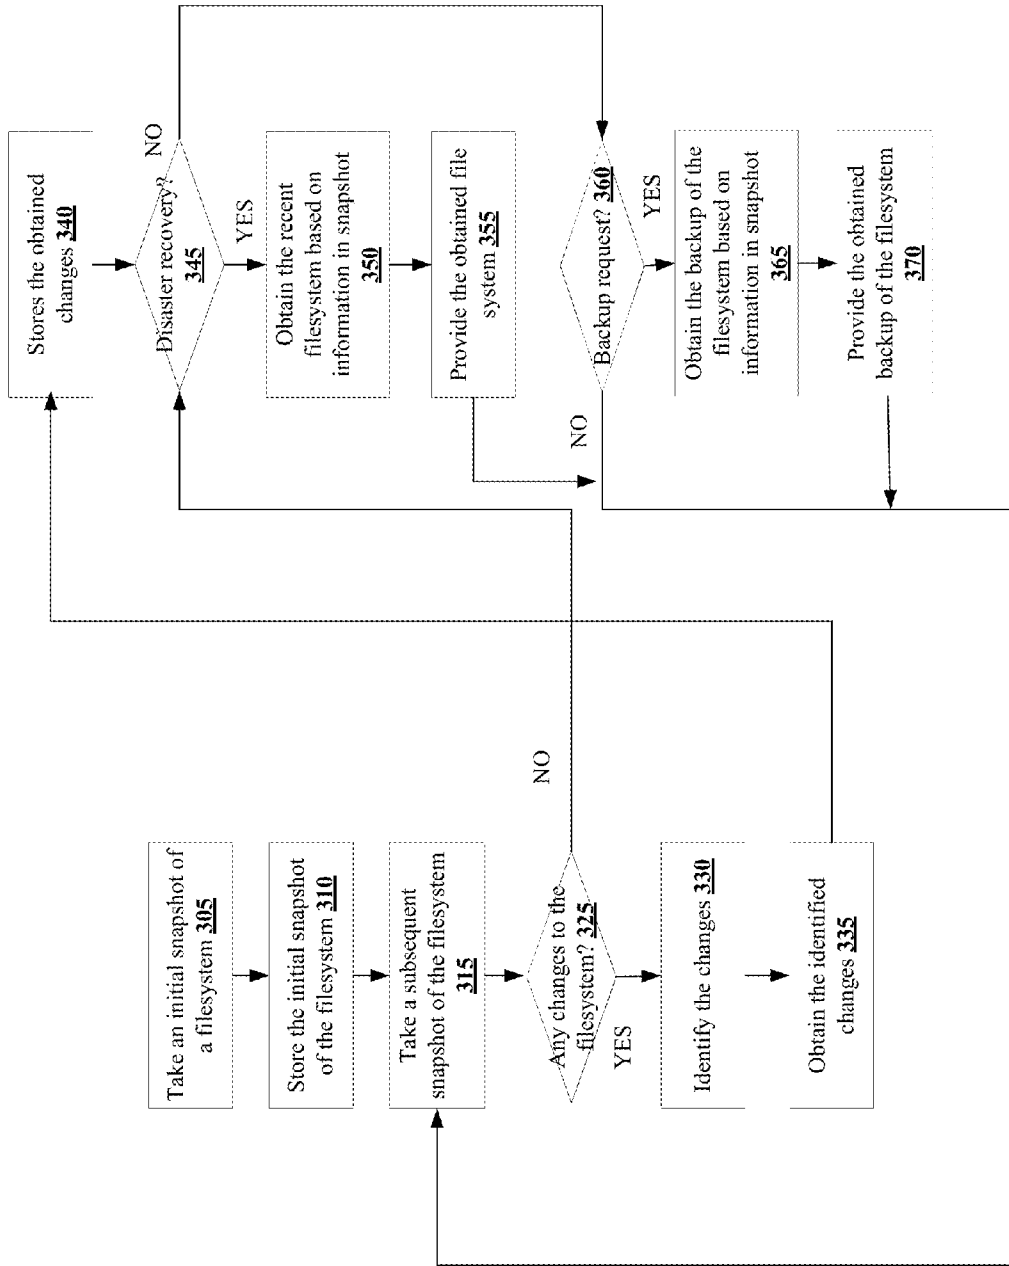 Take an initial snapshot of
a filesystem 305
Store the initial snapshot
of the filesystem 310
Take a subsequent
snapshot of the filesystem
315
Any changes to the
filesystem? 325
NO
YES
Identify the changes 330
Obtain the identified
changes 335
Stores the obtained
changes 340
Disaster recovery?
345
NO
YES
Obtain the recent
filesystem based on
information in snapshot
350
Provide the obtained file
system 355
Backup request? 360
NO
YES
Obtain the backup of the
filesystem based on
information in snapshot
365
Provide the obtained
backup of the filesystem
370